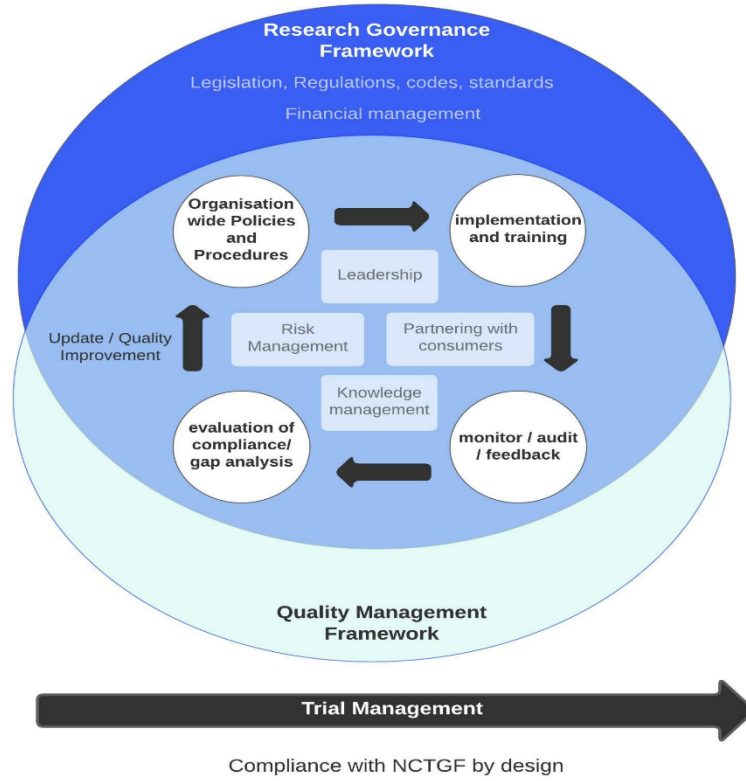 Research Governance
Framework
Legislation, Regulations, codes, standards
Financial management
Organisation
wide Policies
and
Procedures
implementation
and training
Leadership
Update / Quality
Improvement
Risk
Management
Partnering with
consumers
Knowledge
management
evaluation of
compliance/
gap analysis
monitor / audit
/ feedback
Quality Management
Framework
Trial Management
Compliance with NCTGF by design